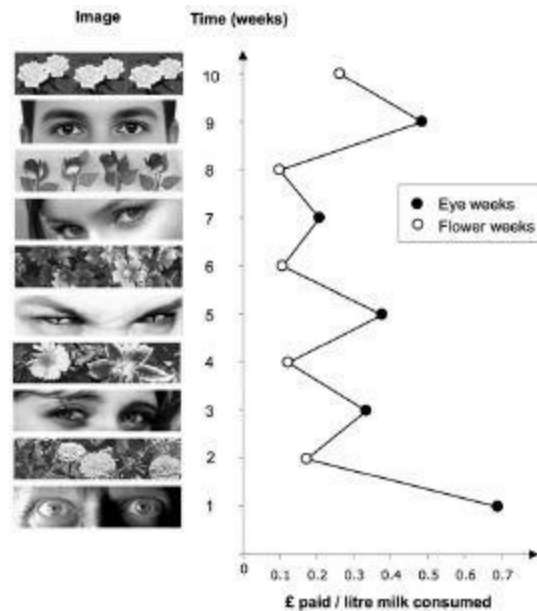 Image
Time (weeks)
10
9
8
7
6
5
4
3
2
1
Eye weeks
Flower weeks
0
0.1 0.2 0.3 0.4 0.5 0.6 0.7
£ paid / litre milk consumed